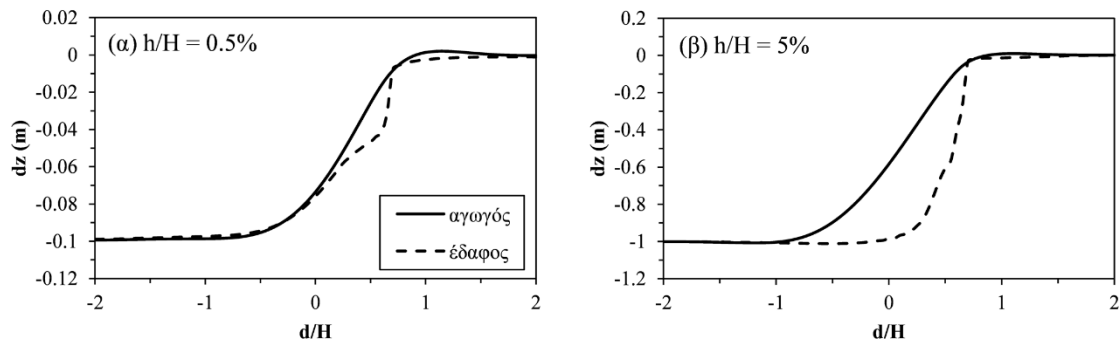 (α) h/H = 0.5%
0.02
0
-0.02
-0.04
-0.06
-0.08
-0.1
-0.12
dz (m)
αγωγός
έδαφος
-2 -1 0 1 2
d/H
(β) h/H = 5%
0.2
0
-0.2
-0.4
-0.6
-0.8
-1
-1.2
dz (m)
-2 -1 0 1 2
d/H